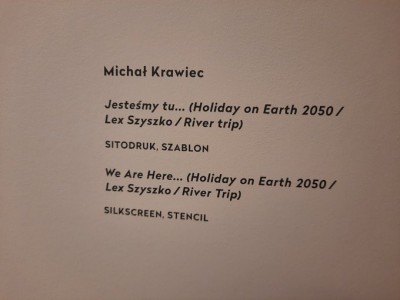 Michał Krawiec
Jesteśmy tu... (Holiday on Earth 2050 /
Lex Szyszko / River trip)
SITODRUK, SZABLON
We Are Here... (Holiday on Earth 2050 /
Lex Szyszko / River Trip)
SILKSCREEN, STENCIL